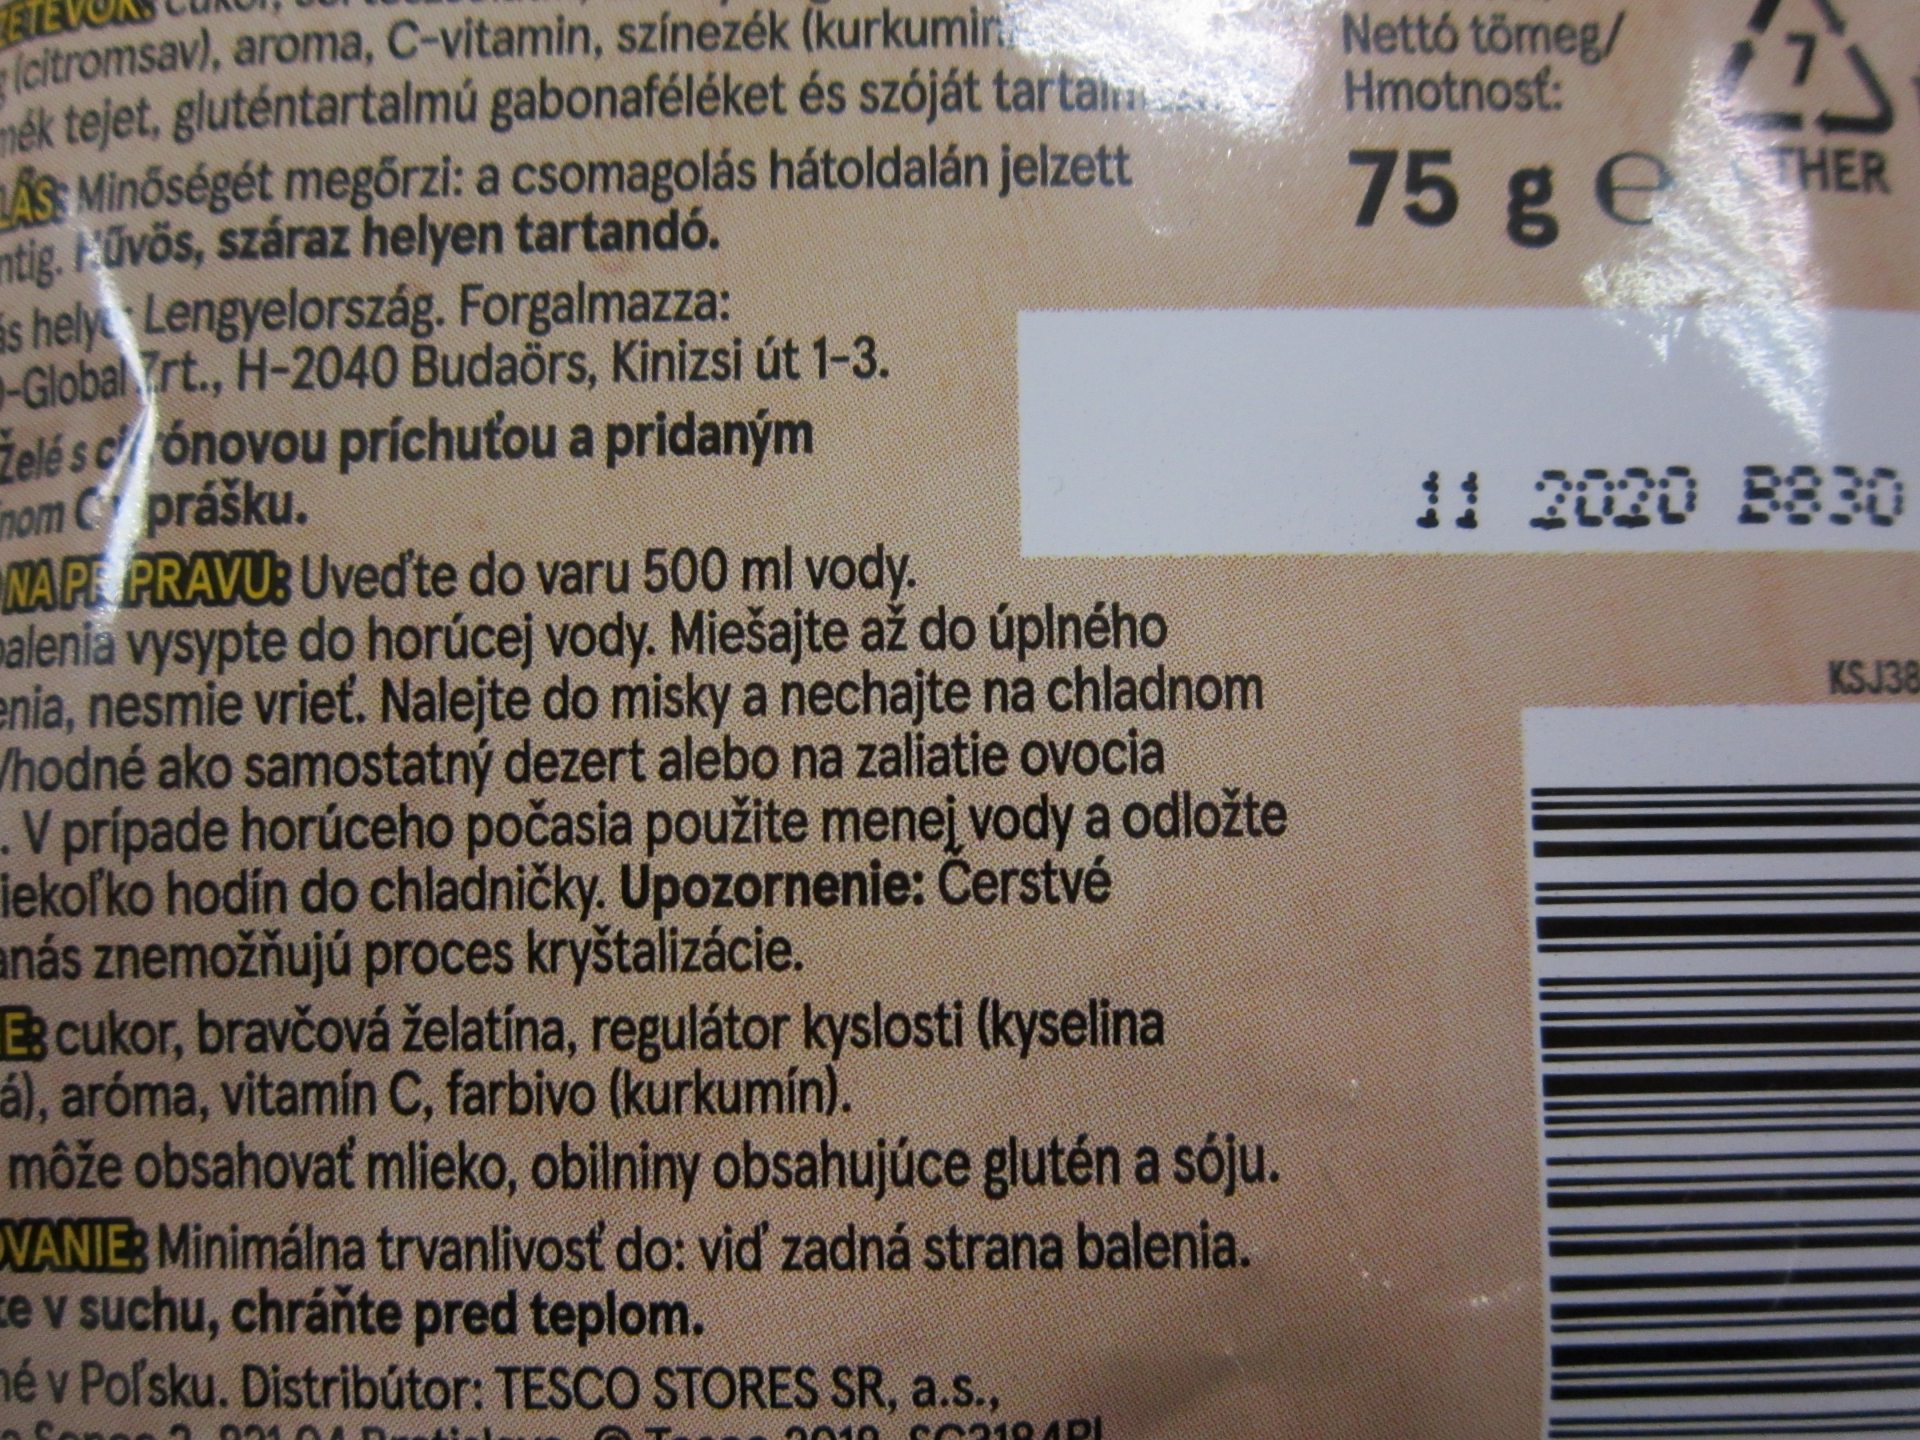 (citromsav), aroma, C-vitamin, színezék
tejet, gluténtartalmú gabonaféléket és szóját
Minőségét megőrzi: a csomagolás hátoldalán jelzett
Hűvös, száraz helyen tartandó.
Lengyelország. Forgalmazza:
H-2040 Budaörs, Kinizsi út 1-3.
Želé s príchuťou a pridaným
prášku.
NA Uveďte do varu 500 ml vody.
vysypte do horúcej vody. Miešajte až do úplného
nesmie vrieť. Nalejte do misky a nechajte na chladnom
ako samostatný dezert alebo na zaliatie ovocia
. V prípade horúceho počasia použite menej vody a odložte
hodín do chladničky. Upozornenie: Čerstvé
znemožňujú proces kryštalizácie.
cukor, bravčová želatína, regulátor kyslosti (kyselina
aróma, vitamín C, farbivo (kurkumín).
môže obsahovať mlieko, obilniny obsahujúce glutén a sóju.
Minimálna trvanlivosť do: viď zadná strana balenia.
v suchu, chráňte pred teplom.
v Poľsku. Distribútor: TESCO STORES SR, a.s.,
Nettó tömeg/
Hmotnosť:
75 g e
7
11 2020 B830